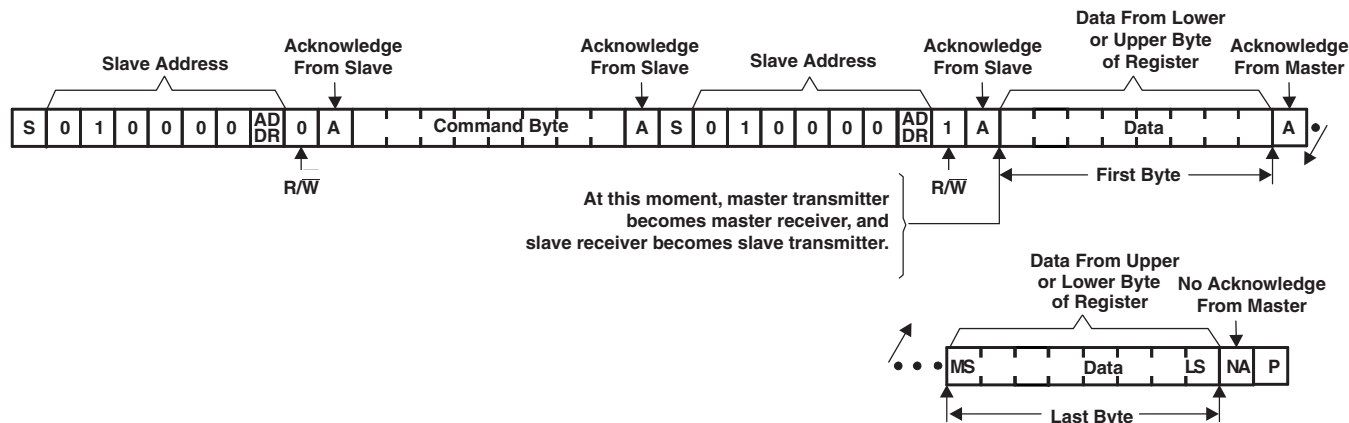 Slave Address
Acknowledge
From Slave
Acknowledge
From Slave
Slave Address
Acknowledge
From Slave
Data From Lower
or Upper Byte
of Register
Acknowledge
From Master
S 0 1 0 0 0 0 AD DR 0 A Command Byte A S 0 1 0 0 0 0 AD DR 1 A Data A
R/W̅
R/W̅
First Byte
At this moment, master transmitter
becomes master receiver, and
slave receiver becomes slave transmitter.
Data From Upper
or Lower Byte
of Register
No Acknowledge
From Master
MS Data LS NA P
Last Byte